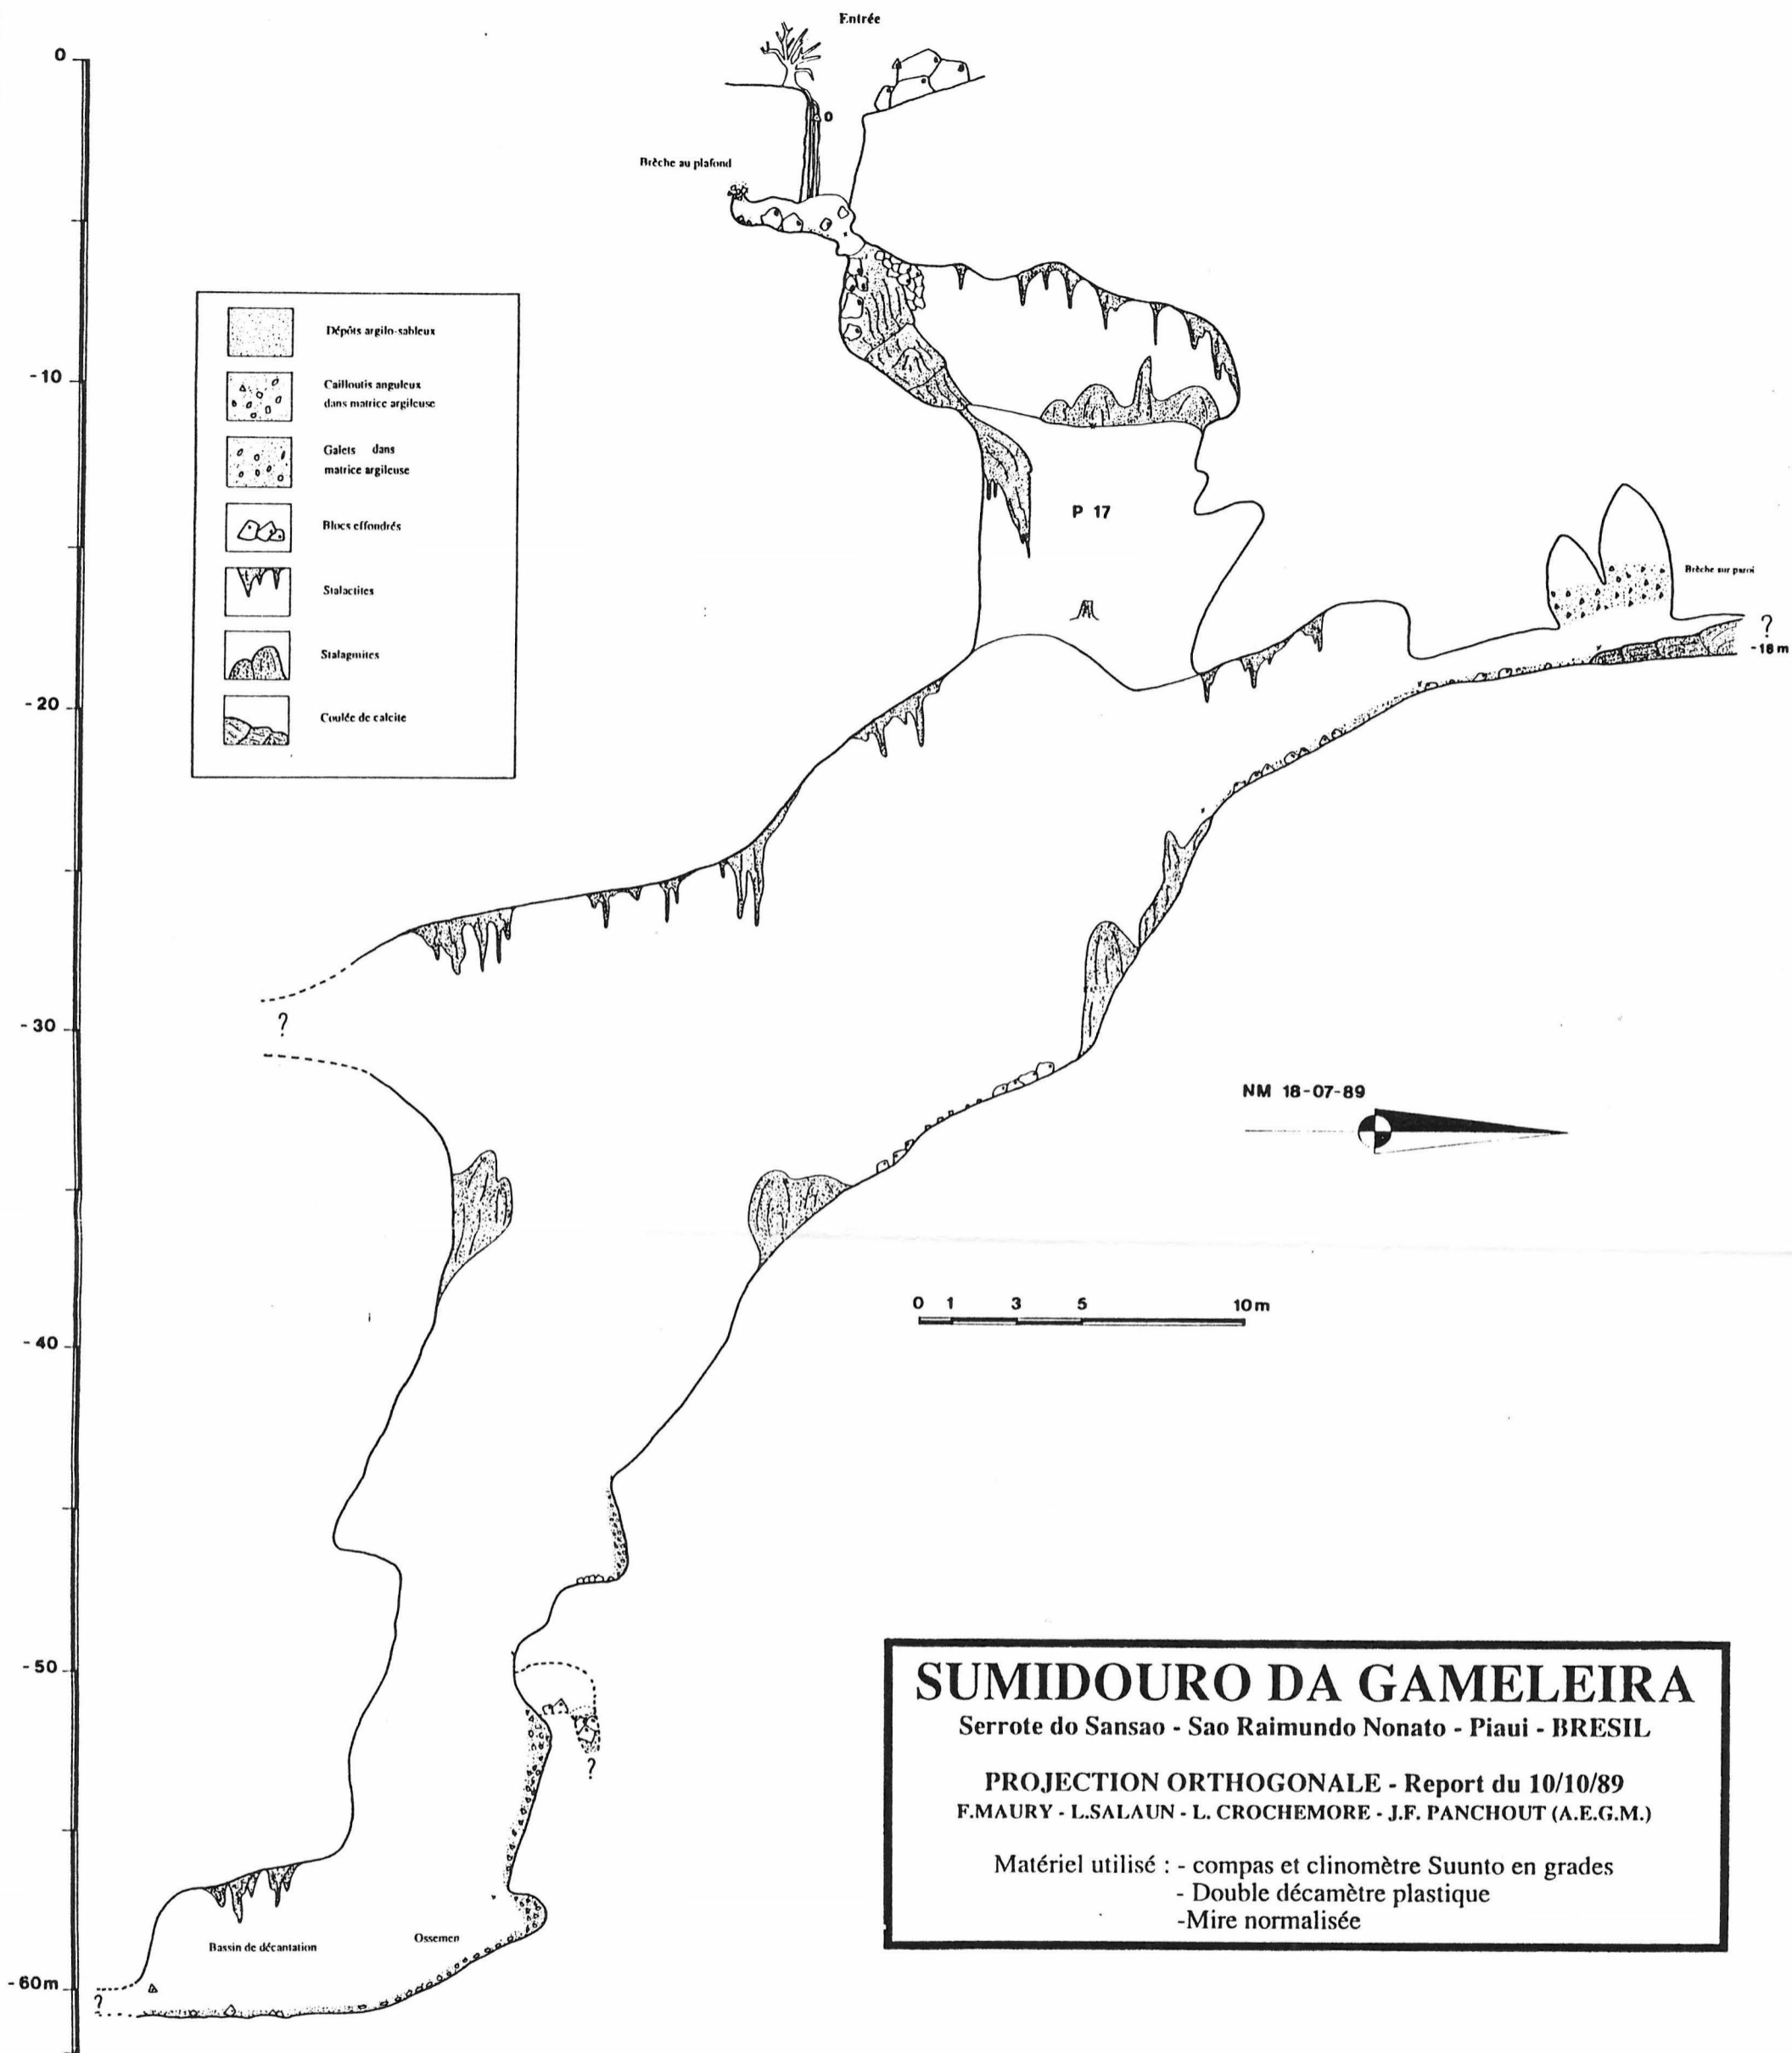 Entrée
0
0
Brèche au plafond
Dépôts argilo-sableux
Cailloutis anguleux
dans matrice argileuse
Galets dans
matrice argileuse
Blocs effondrés
Stalactites
Stalagmites
Coulée de calcite
-10
P 17
Brèche sur paroi
?
-18m
-20
?
-30
NM 18-07-89
0 1 3 5 10m
-40
-50
?
Bassin de décantation
Ossemen
-60m
?
SUMIDOURO DA GAMELEIRA
Serrote do Sansao - Sao Raimundo Nonato - Piaui - BRESIL
PROJECTION ORTHOGONALE - Report du 10/10/89
F.MAURY - L.SALAUN - L. CROCHEMORE - J.F. PANCHOUT (A.E.G.M.)
Matériel utilisé : - compas et clinomètre Suunto en grades
- Double décamètre plastique
-Mire normalisée